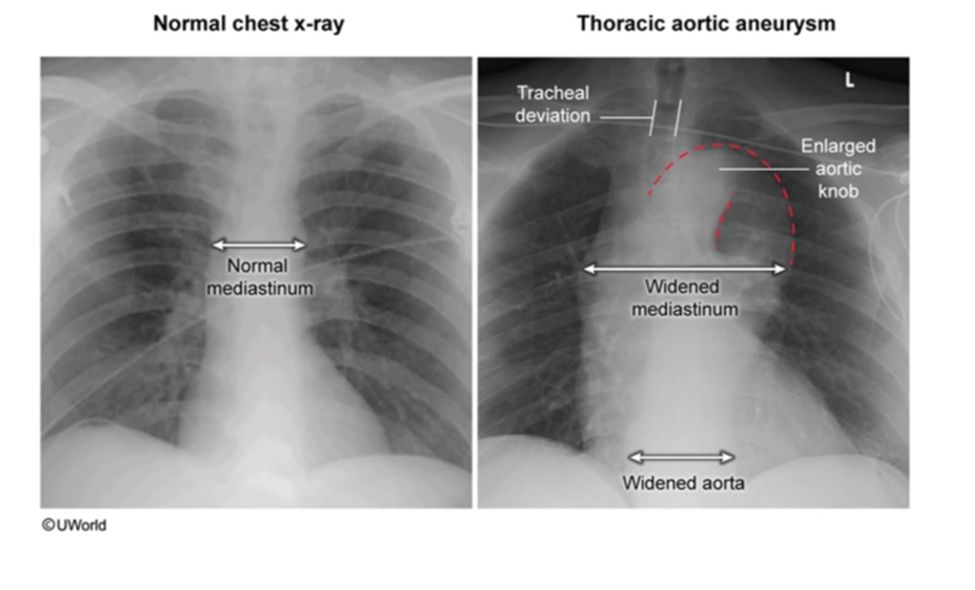 Normal chest x-ray
Thoracic aortic aneurysm
Normal
mediastinum
L
Tracheal
deviation
Enlarged
aortic
knob
Widened
mediastinum
Widened aorta
©UWorld